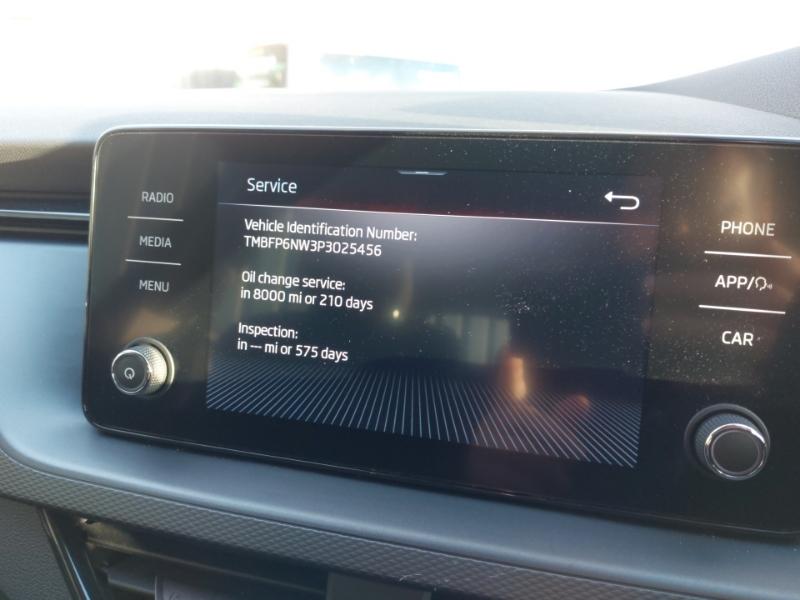 Service
RADIO
MEDIA
MENU
Vehicle Identification Number:
TMBFP6NW3P3025456
Oil change service:
in 8000 mi or 210 days
Inspection:
in --- mi or 575 days
PHONE
APP/
CAR